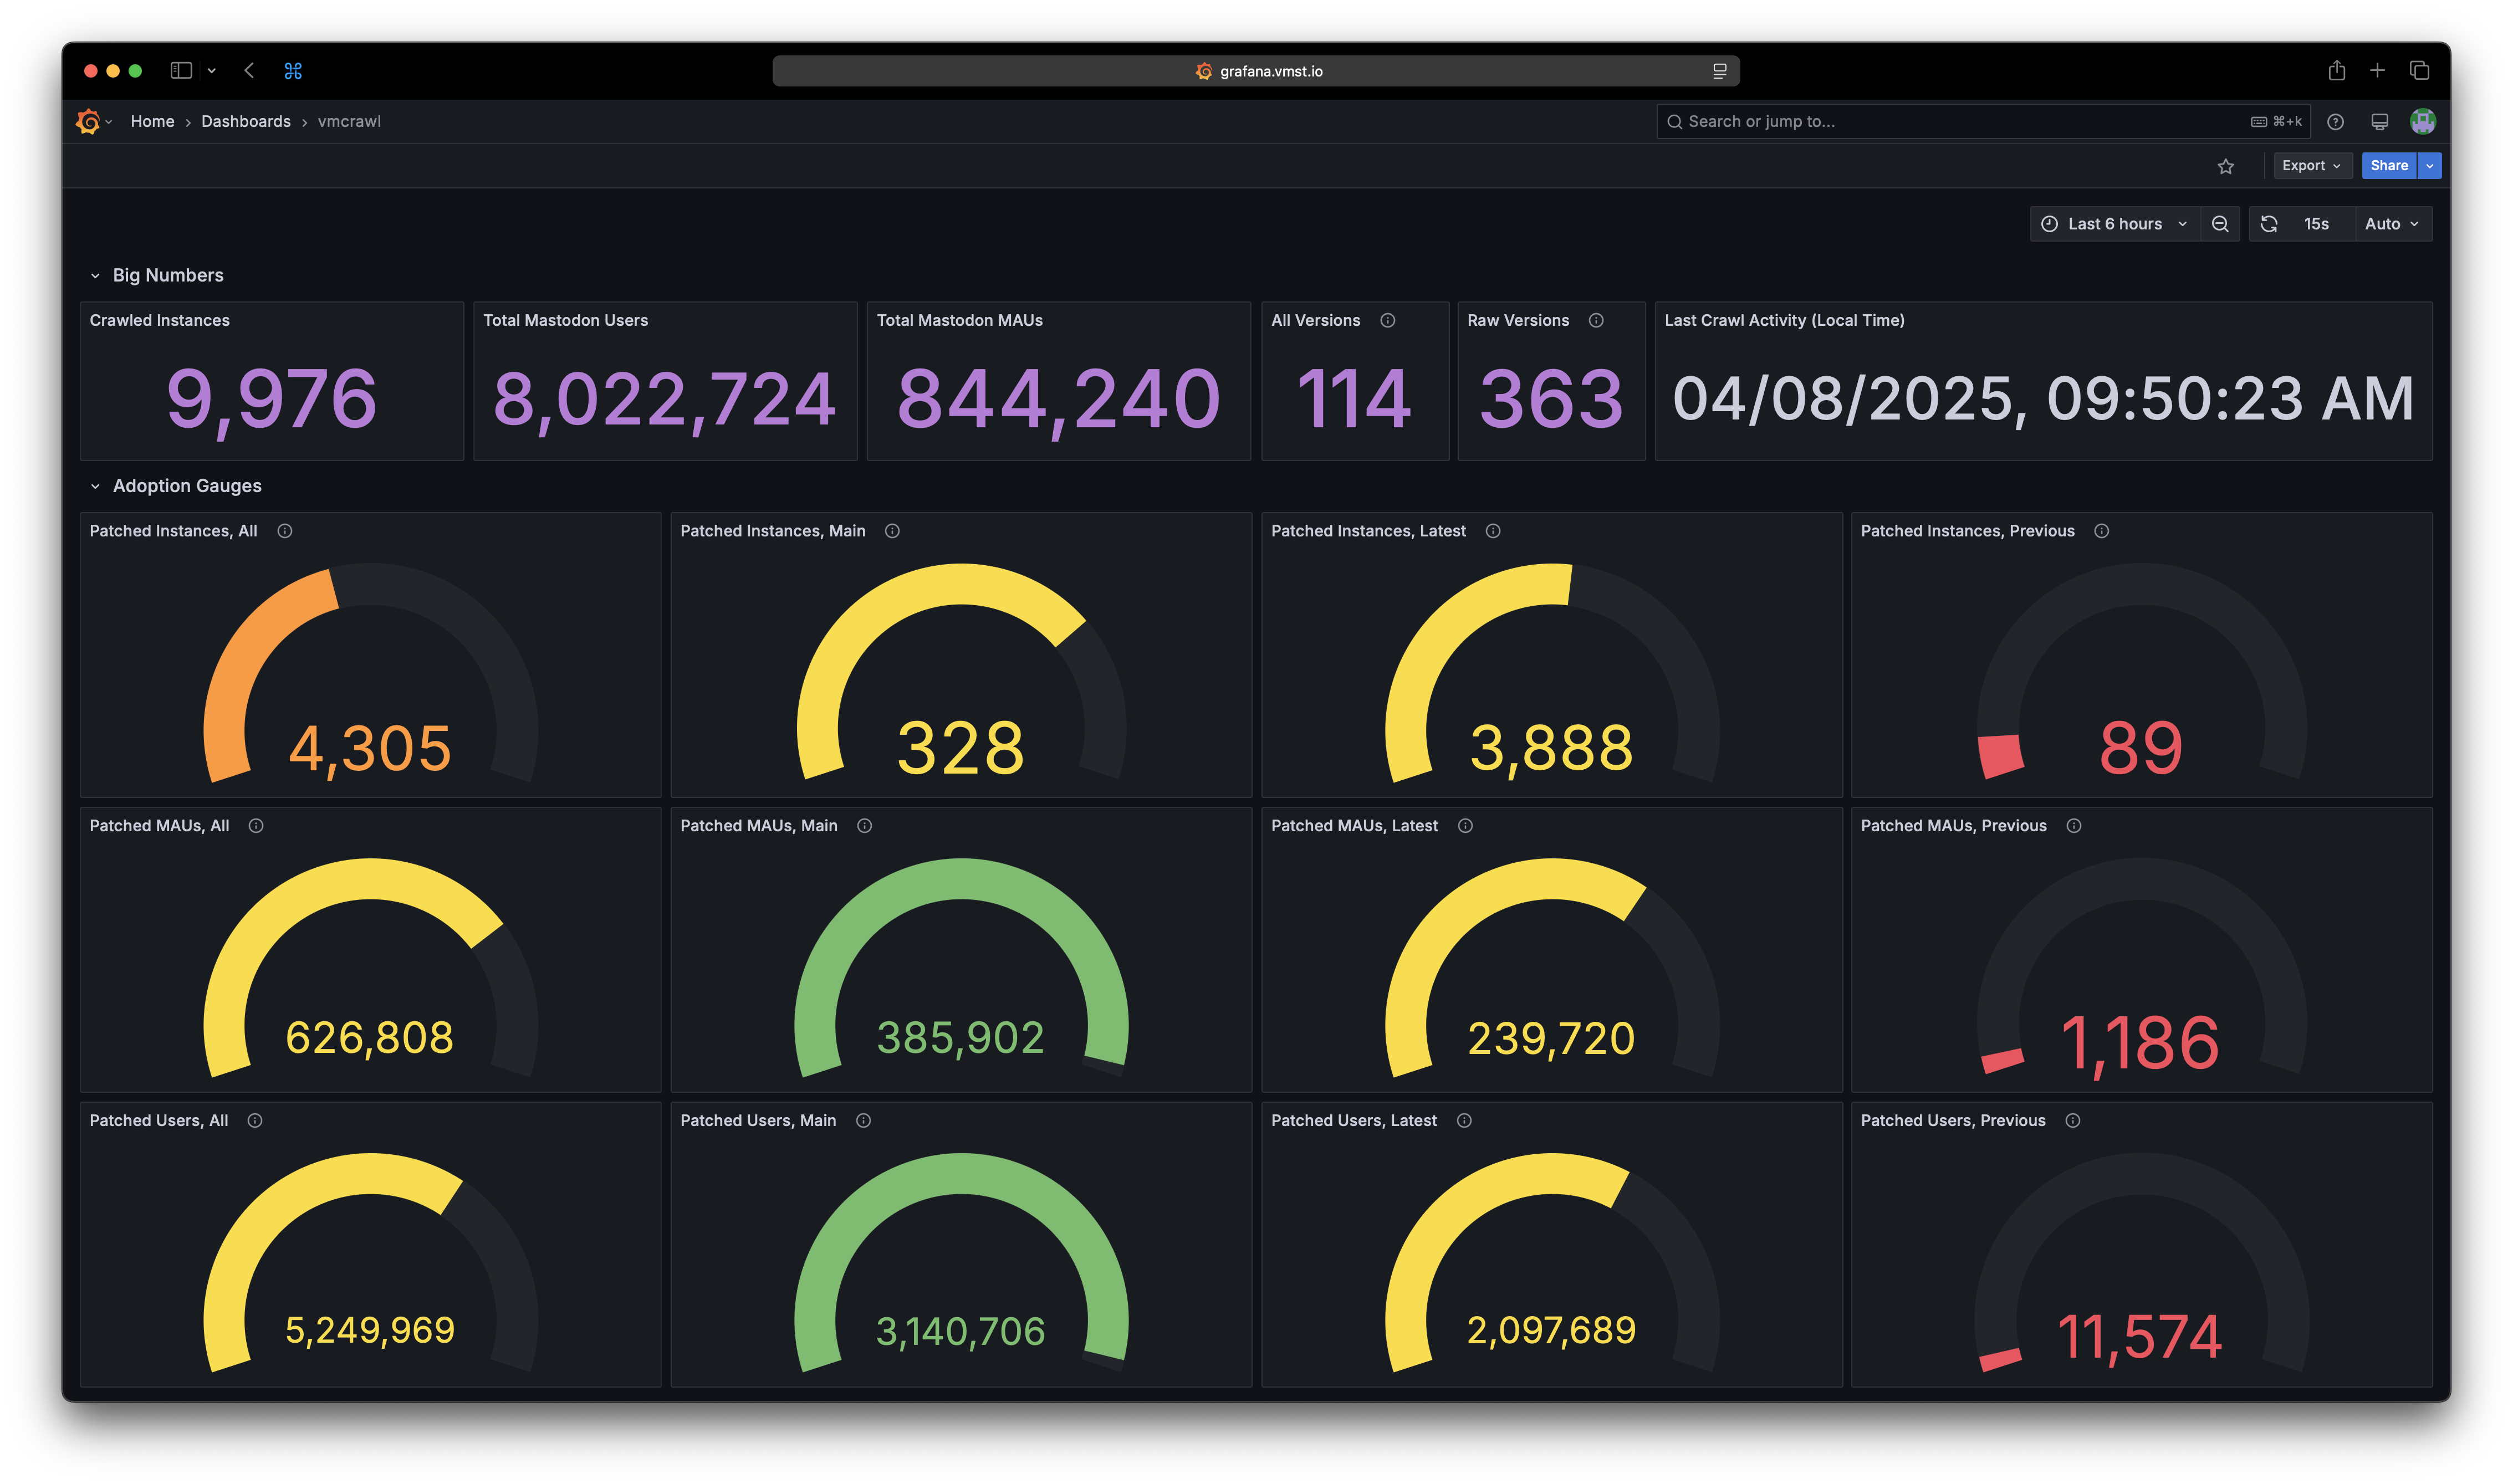 grafana.vmst.io
Home › Dashboards › vmcrawl
Search or jump to...
⌘+k
Export
Share
Last 6 hours
15s
Auto
Big Numbers
Crawled Instances
9,976
Total Mastodon Users
8,022,724
Total Mastodon MAUs
844,240
All Versions
114
Raw Versions
363
Last Crawl Activity (Local Time)
04/08/2025, 09:50:23 AM
Adoption Gauges
Patched Instances, All
4,305
Patched Instances, Main
328
Patched Instances, Latest
3,888
Patched Instances, Previous
89
Patched MAUs, All
626,808
Patched MAUs, Main
385,902
Patched MAUs, Latest
239,720
Patched MAUs, Previous
1,186
Patched Users, All
5,249,969
Patched Users, Main
3,140,706
Patched Users, Latest
2,097,689
Patched Users, Previous
11,574